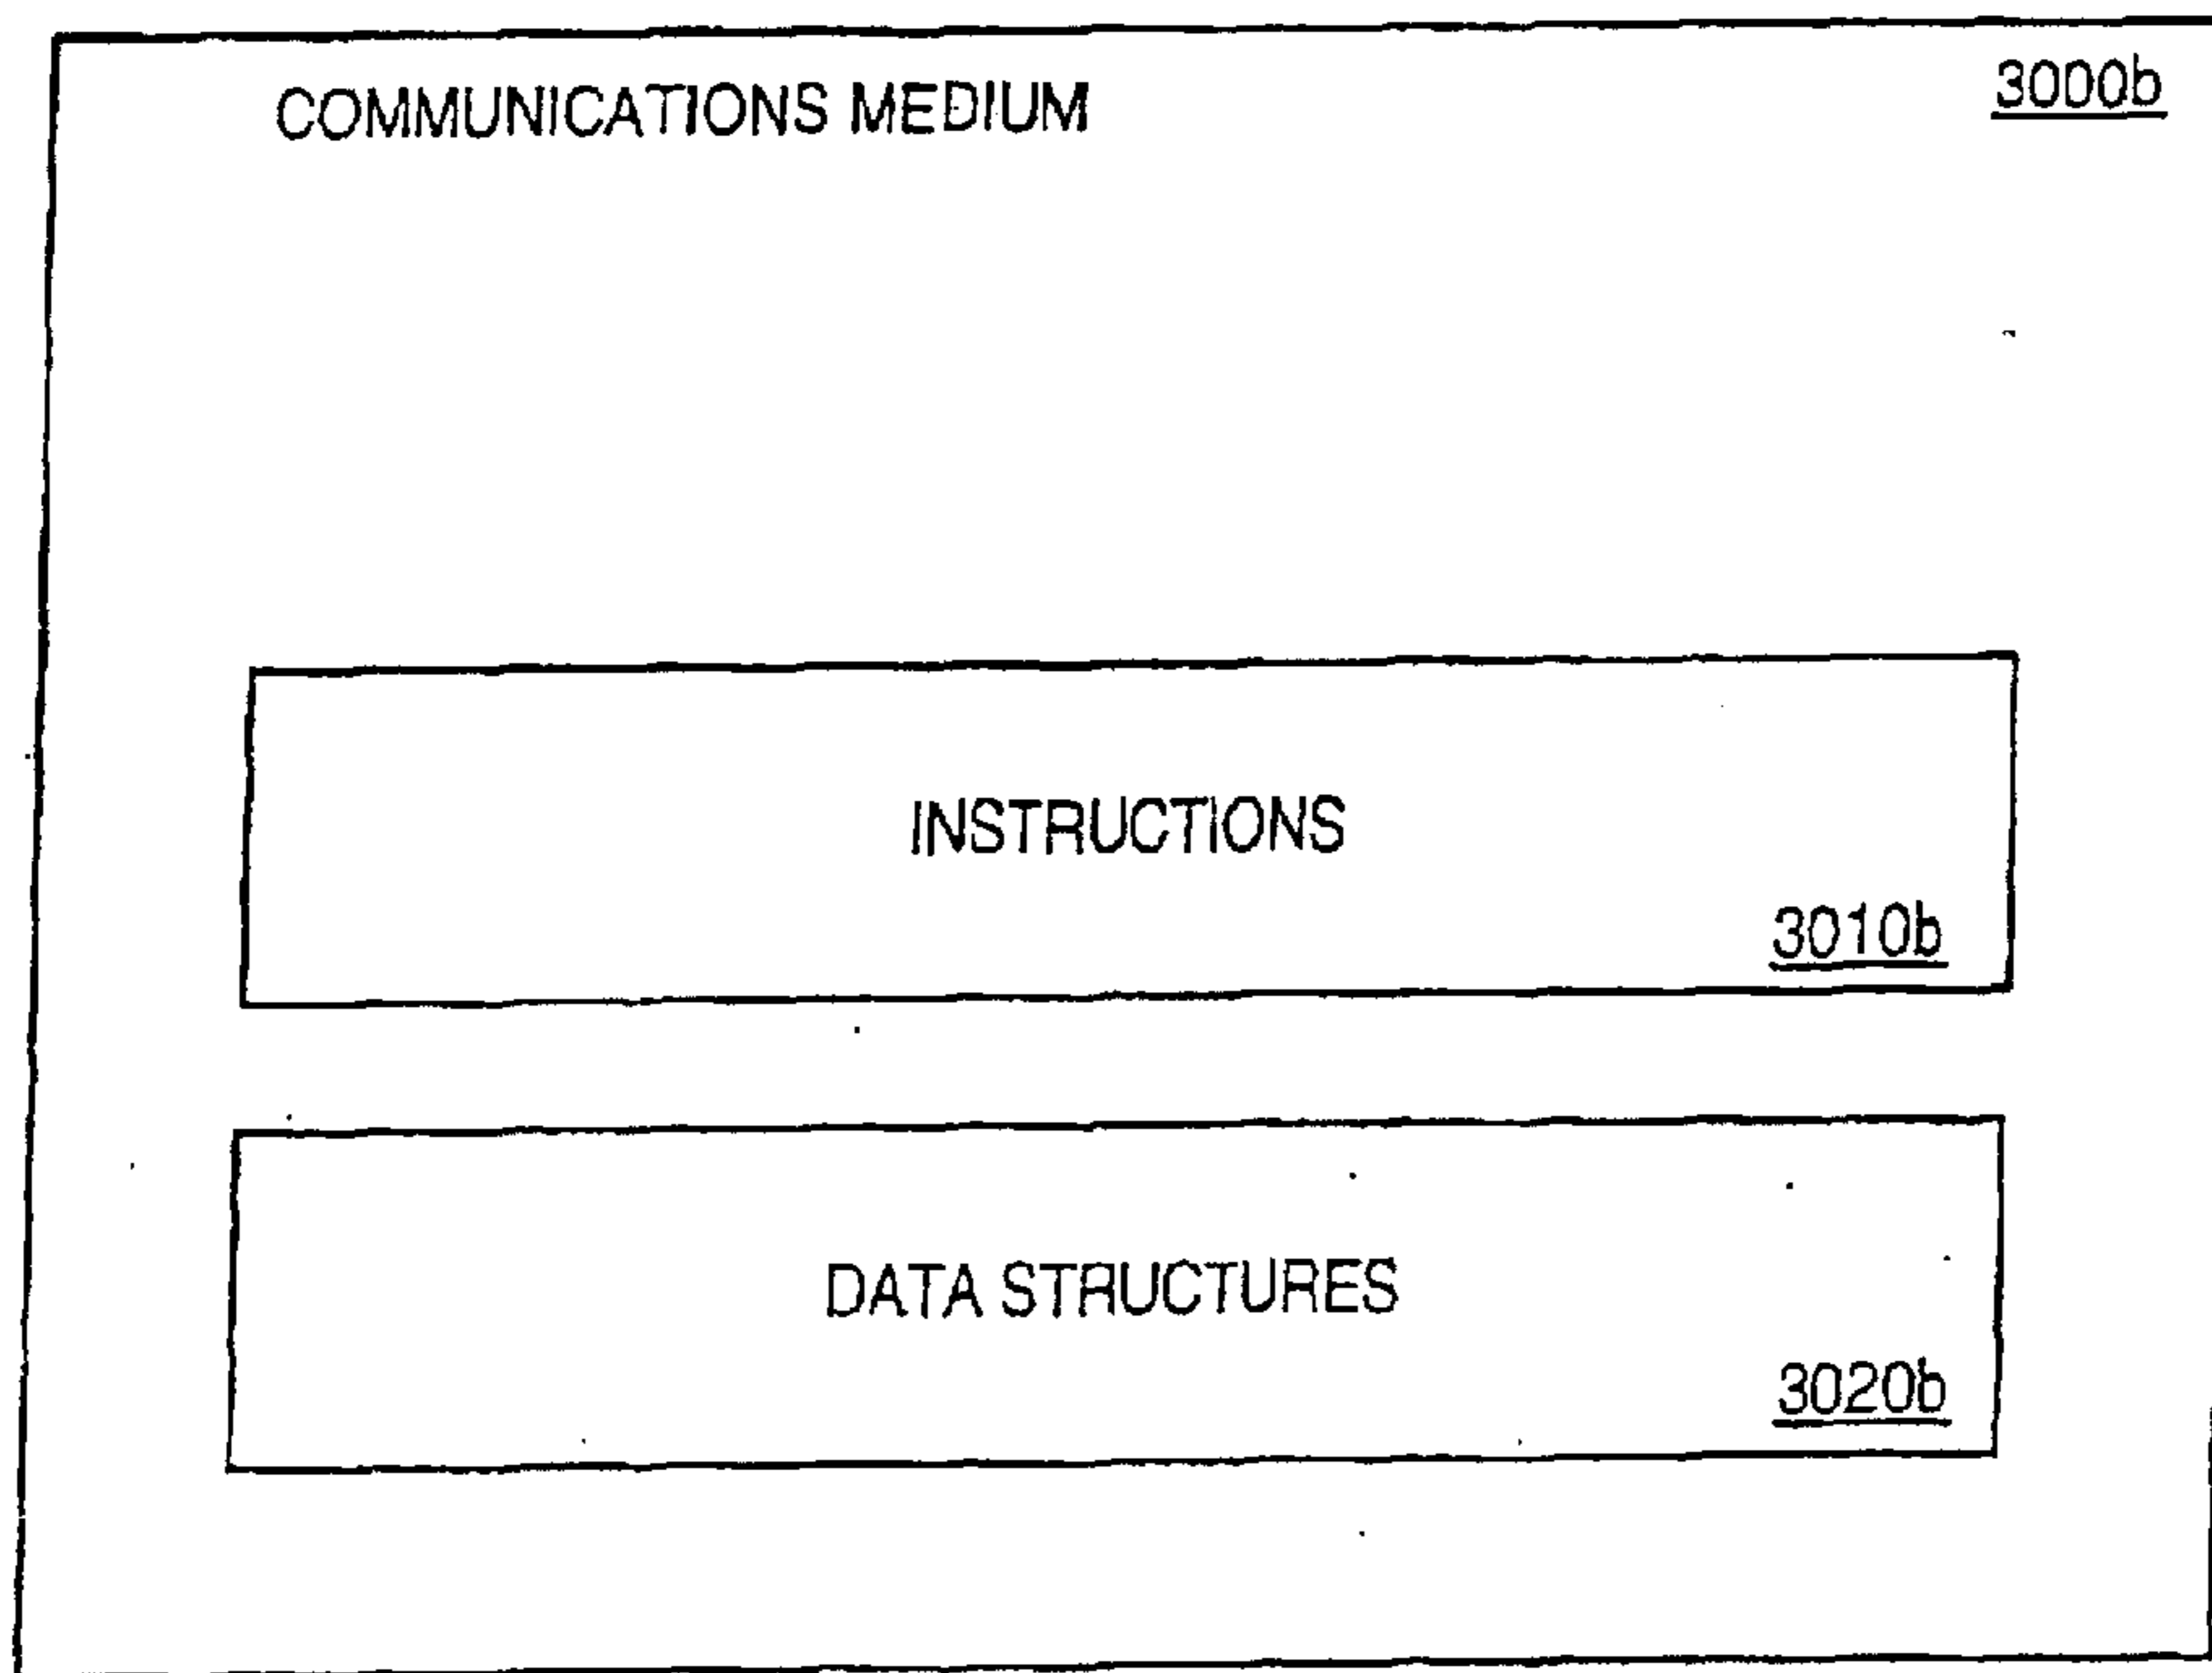 COMMUNICATIONS MEDIUM 3000b
INSTRUCTIONS
3010b
DATA STRUCTURES
3020b